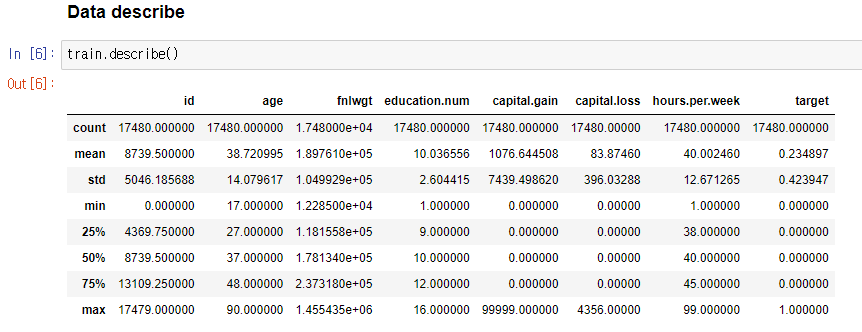 Data describe
In [6]: train.describe()
Out[6]:
id age fnlwgt education.num capital.gain capital.loss hours.per.week target
count 17480.000000 17480.000000 1.748000e+04 17480.000000 17480.000000 17480.00000 17480.000000 17480.000000
mean 8739.500000 38.720995 1.897610e+05 10.036556 1076.644508 83.87460 40.002460 0.234897
std 5046.185688 14.079617 1.049929e+05 2.604415 7439.498620 396.03288 12.671265 0.423947
min 0.000000 17.000000 1.228500e+04 1.000000 0.000000 0.00000 1.000000 0.000000
25% 4369.750000 27.000000 1.181558e+05 9.000000 0.000000 0.00000 38.000000 0.000000
50% 8739.500000 37.000000 1.781340e+05 10.000000 0.000000 0.00000 40.000000 0.000000
75% 13109.250000 48.000000 2.373180e+05 12.000000 0.000000 0.00000 45.000000 0.000000
max 17479.000000 90.000000 1.455435e+06 16.000000 99999.000000 4356.00000 99.000000 1.000000